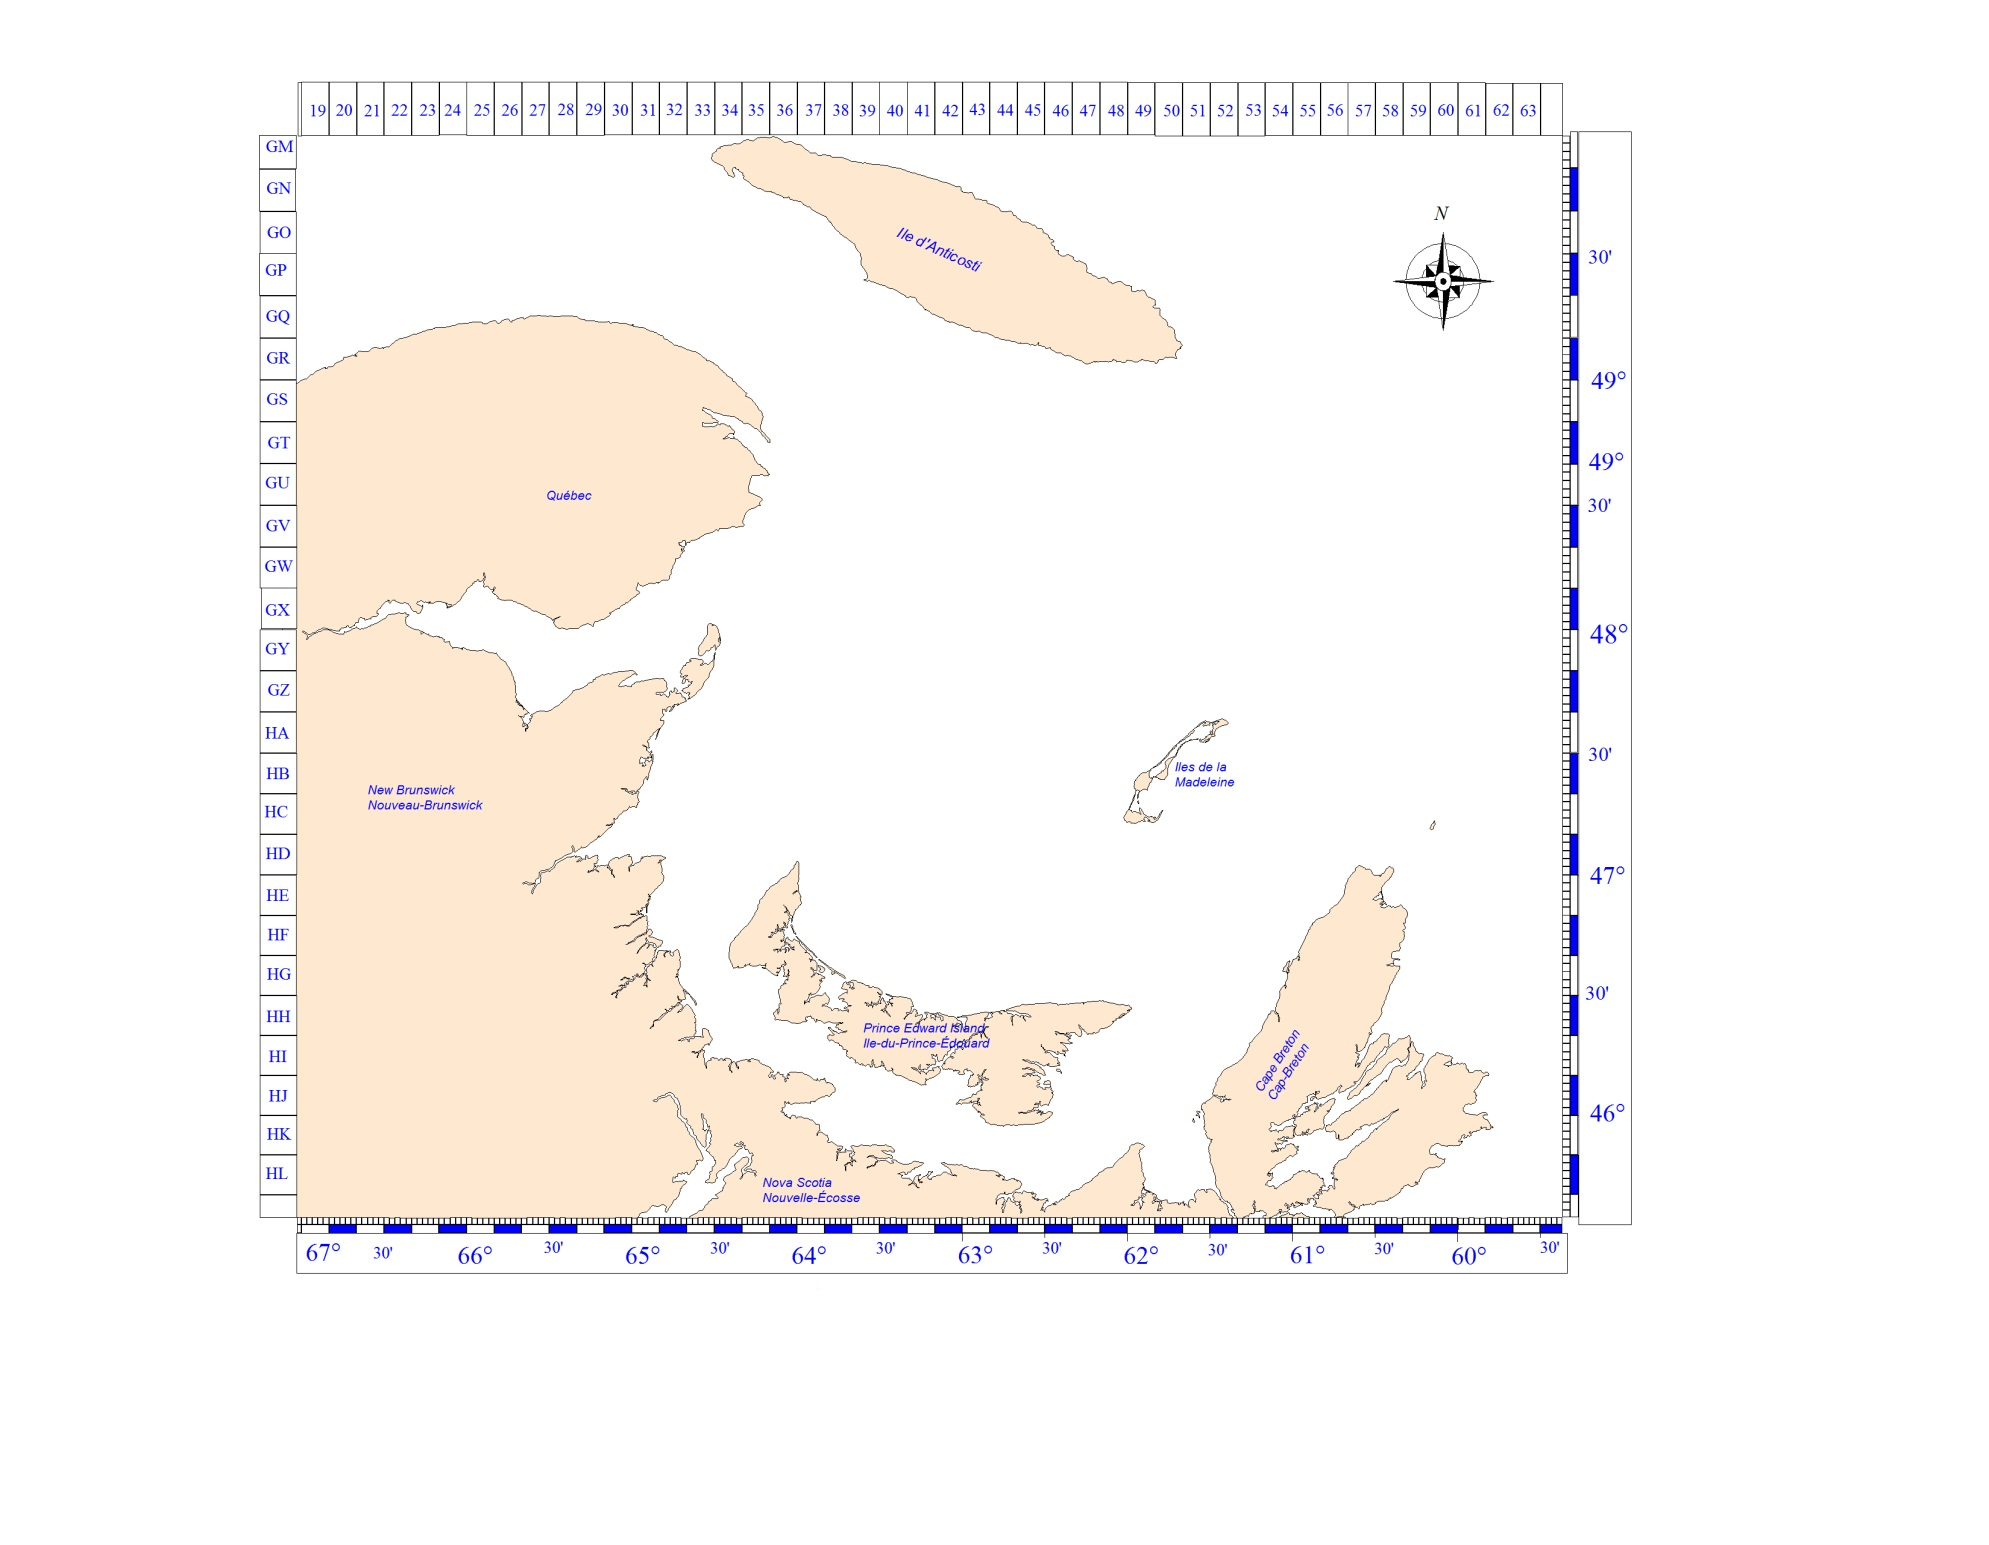 19 20 21 22 23 24 25 26 27 28 29 30 31 32 33 34 35 36 37 38 39 40 41 42 43 44 45 46 47 48 49 50 51 52 53 54 55 56 57 58 59 60 61 62 63
GM
GN
N
GO
Ile d'Anticosti
30'
GP
GQ
GR
49°
GS
GT
49°
GU
Québec
30'
GV
GW
GX
48°
GY
GZ
HA
30'
Iles de la
Madeleine
HB
New Brunswick
Nouveau-Brunswick
HC
HD
47°
HE
HF
HG
30'
HH
Prince Edward Island
Ile-du-Prince-Édouard
HI
Cape Breton
Cap-Breton
HJ
46°
HK
HL
Nova Scotia
Nouvelle-Écosse
67° 30' 66° 30' 65° 30' 64° 30' 63° 30' 62° 30' 61° 30' 60° 30'